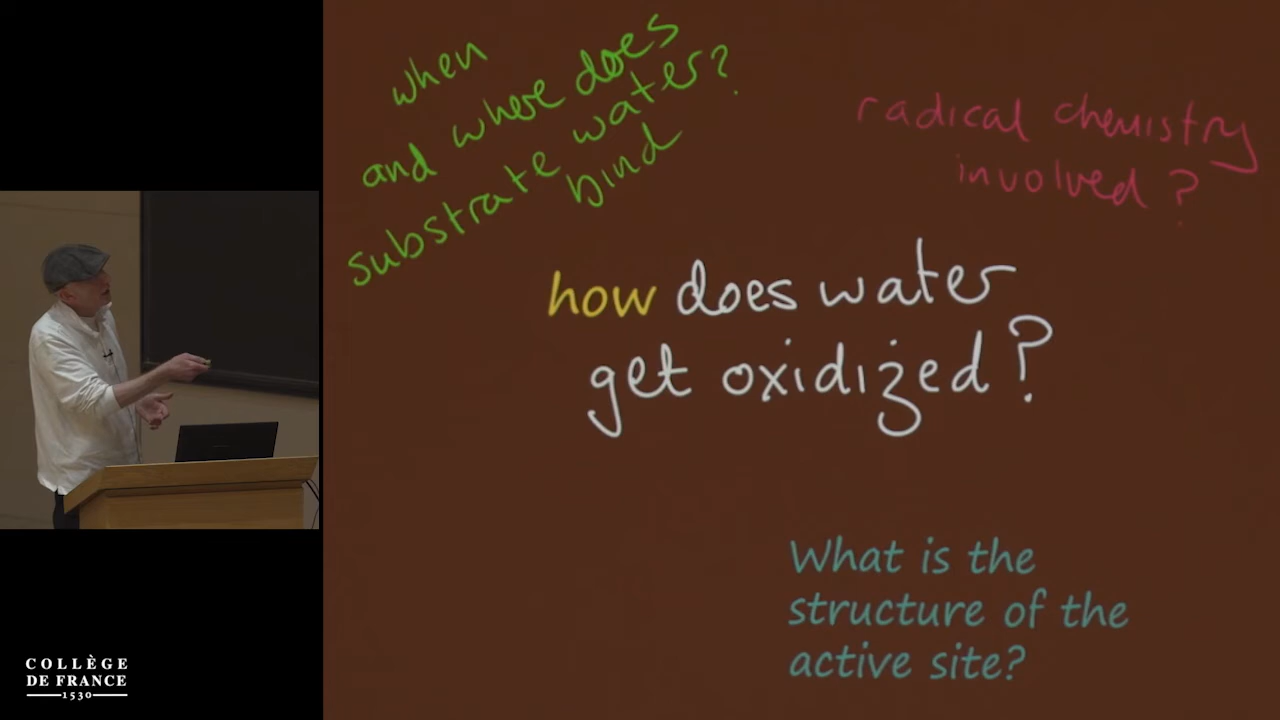 when
and where does
substrate water?
bind
radical chemistry
involved ?
how does water
get oxidized?
What is the
structure of the
active site?
COLLÈGE
DE FRANCE
1530